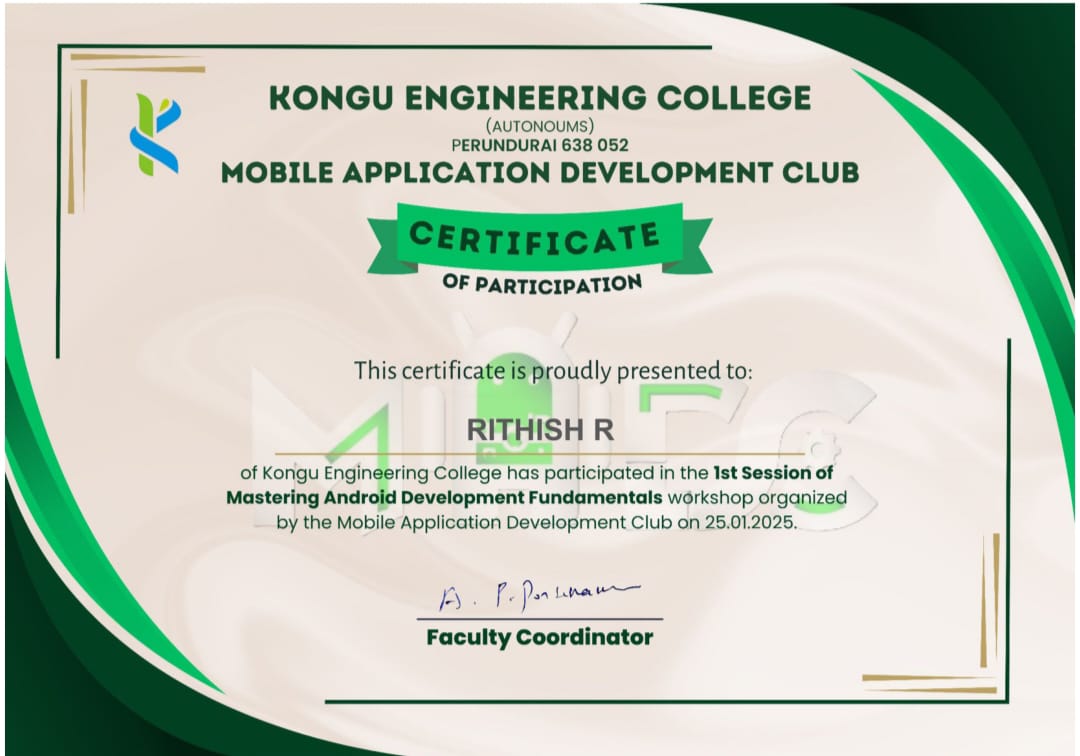 KONGU ENGINEERING COLLEGE
(AUTONOUMS)
PERUNDURAI 638 052
MOBILE APPLICATION DEVELOPMENT CLUB
CERTIFICATE
OF PARTICIPATION
This certificate is proudly presented to:
RITHISH R
of Kongu Engineering College has participated in the 1st Session of
Mastering Android Development Fundamentals workshop organized
by the Mobile Application Development Club on 25.01.2025.
Faculty Coordinator